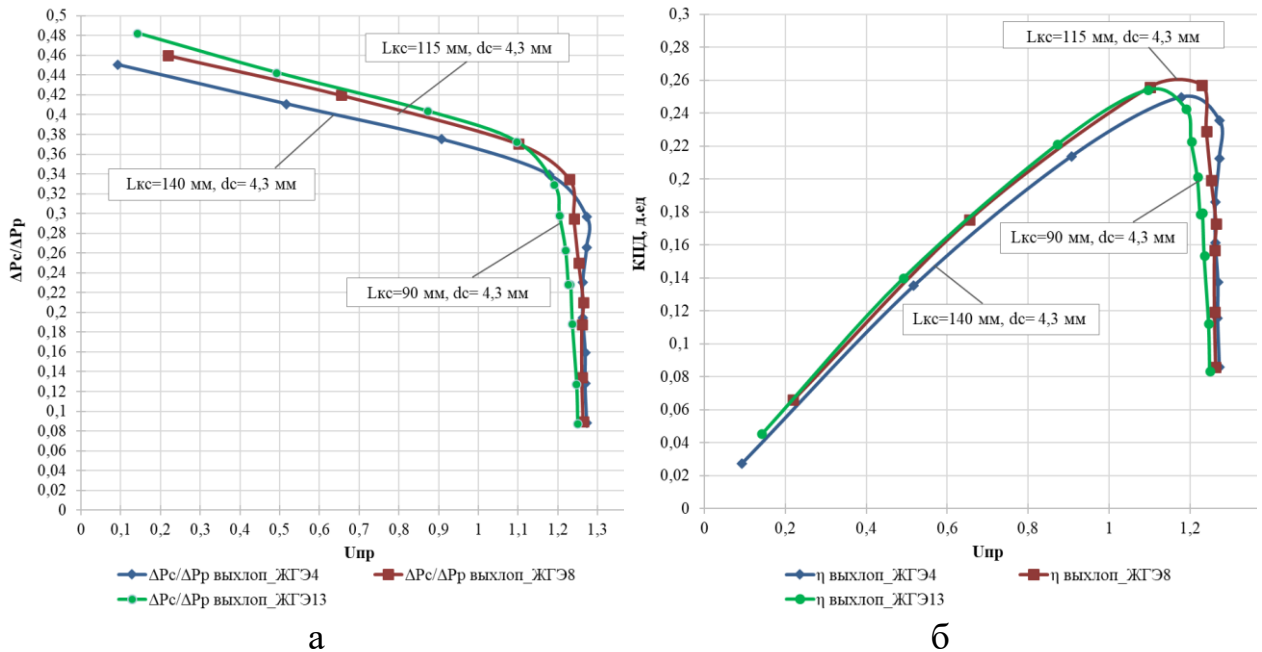 0,5
0,48
0,46
0,44
0,42
0,4
0,38
0,36
0,34
0,32
0,3
0,28
0,26
0,24
0,22
0,2
0,18
0,16
0,14
0,12
0,1
0,08
0,06
0,04
0,02
0
ΔPc/ΔPp
Lкс=115 мм, dc= 4,3 мм
Lкс=140 мм, dc= 4,3 мм
Lкс=90 мм, dc= 4,3 мм
0 0,1 0,2 0,3 0,4 0,5 0,6 0,7 0,8 0,9 1 1,1 1,2 1,3
Uпр
ΔPc/ΔPp выхлоп_ЖГЭ4
ΔPc/ΔPp выхлоп_ЖГЭ8
ΔPc/ΔPp выхлоп_ЖГЭ13
а
0,3
0,28
0,26
0,24
0,22
0,2
0,18
0,16
0,14
0,12
0,1
0,08
0,06
0,04
0,02
0
КПД, д.ед
Lкс=115 мм, dc= 4,3 мм
Lкс=90 мм, dc= 4,3 мм
Lкс=140 мм, dc= 4,3 мм
0 0,2 0,4 0,6 0,8 1 1,2
Uпр
η выхлоп_ЖГЭ4
η выхлоп_ЖГЭ8
η выхлоп_ЖГЭ13
б